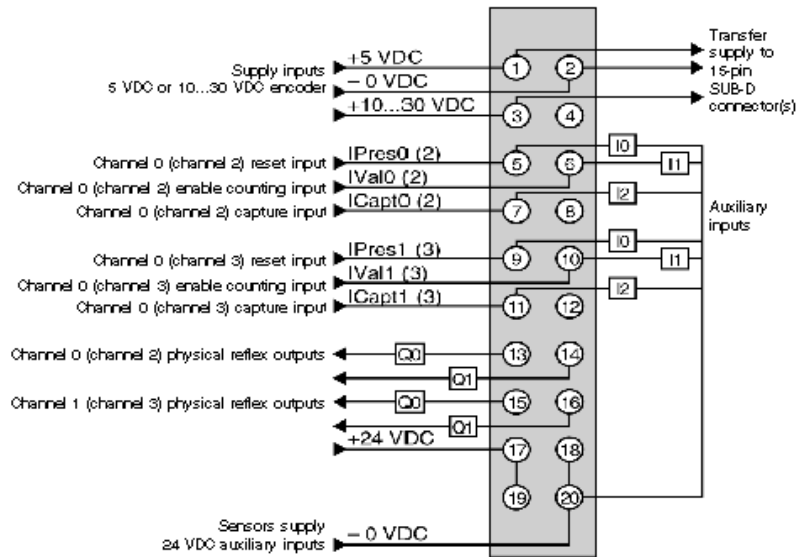 Transfer
supply to
15-pin
SUB-D
connector(s)
+5 VDC
Supply inputs
5 VDC or 10...30 VDC encoder
– 0 VDC
+10...30 VDC
1
2
3
4
Channel 0 (channel 2) reset input
IPres0 (2)
5
6
I0
I1
Channel 0 (channel 2) enable counting input
IVal0 (2)
Channel 0 (channel 2) capture input
ICapt0 (2)
7
8
I2
Auxiliary
inputs
Channel 0 (channel 3) reset input
IPres1 (3)
9
10
I0
I1
Channel 0 (channel 3) enable counting input
IVal1 (3)
Channel 0 (channel 3) capture input
ICapt1 (3)
11
12
I2
Channel 0 (channel 2) physical reflex outputs
Q0
13
14
Q1
Channel 1 (channel 3) physical reflex outputs
Q0
15
16
Q1
+24 VDC
17
18
19
20
Sensors supply
24 VDC auxiliary inputs
– 0 VDC